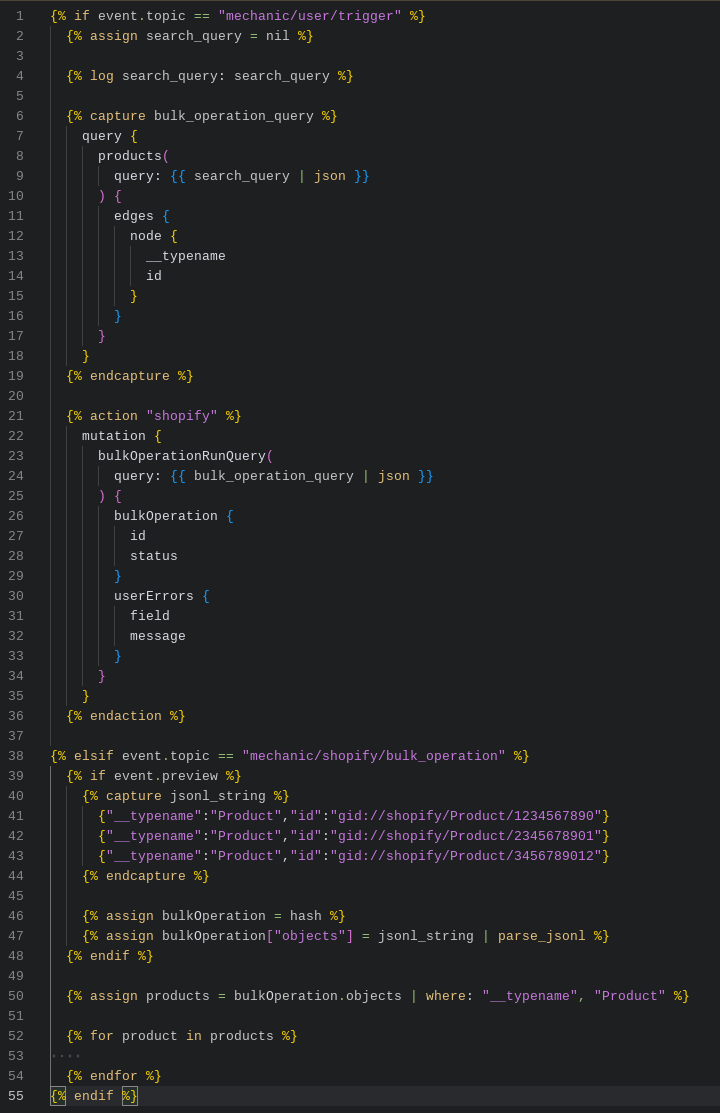 1 {% if event.topic == "mechanic/user/trigger" %}
2   {% assign search_query = nil %}
3
4   {% log search_query: search_query %}
5
6   {% capture bulk_operation_query %}
7     query {
8       products(
9         query: {{ search_query | json }}
10       ) {
11         edges {
12           node {
13             __typename
14             id
15           }
16         }
17       }
18     }
19   {% endcapture %}
20
21   {% action "shopify" %}
22     mutation {
23       bulkOperationRunQuery(
24         query: {{ bulk_operation_query | json }}
25       ) {
26         bulkOperation {
27           id
28           status
29         }
30         userErrors {
31           field
32           message
33         }
34       }
35     }
36   {% endaction %}
37
38 {% elsif event.topic == "mechanic/shopify/bulk_operation" %}
39   {% if event.preview %}
40     {% capture jsonl_string %}
41       {"__typename":"Product","id":"gid://shopify/Product/1234567890"}
42       {"__typename":"Product","id":"gid://shopify/Product/2345678901"}
43       {"__typename":"Product","id":"gid://shopify/Product/3456789012"}
44     {% endcapture %}
45
46     {% assign bulkOperation = hash %}
47     {% assign bulkOperation["objects"] = jsonl_string | parse_jsonl %}
48   {% endif %}
49
50   {% assign products = bulkOperation.objects | where: "__typename", "Product" %}
51
52   {% for product in products %}
53 ····
54   {% endfor %}
55 {% endif %}